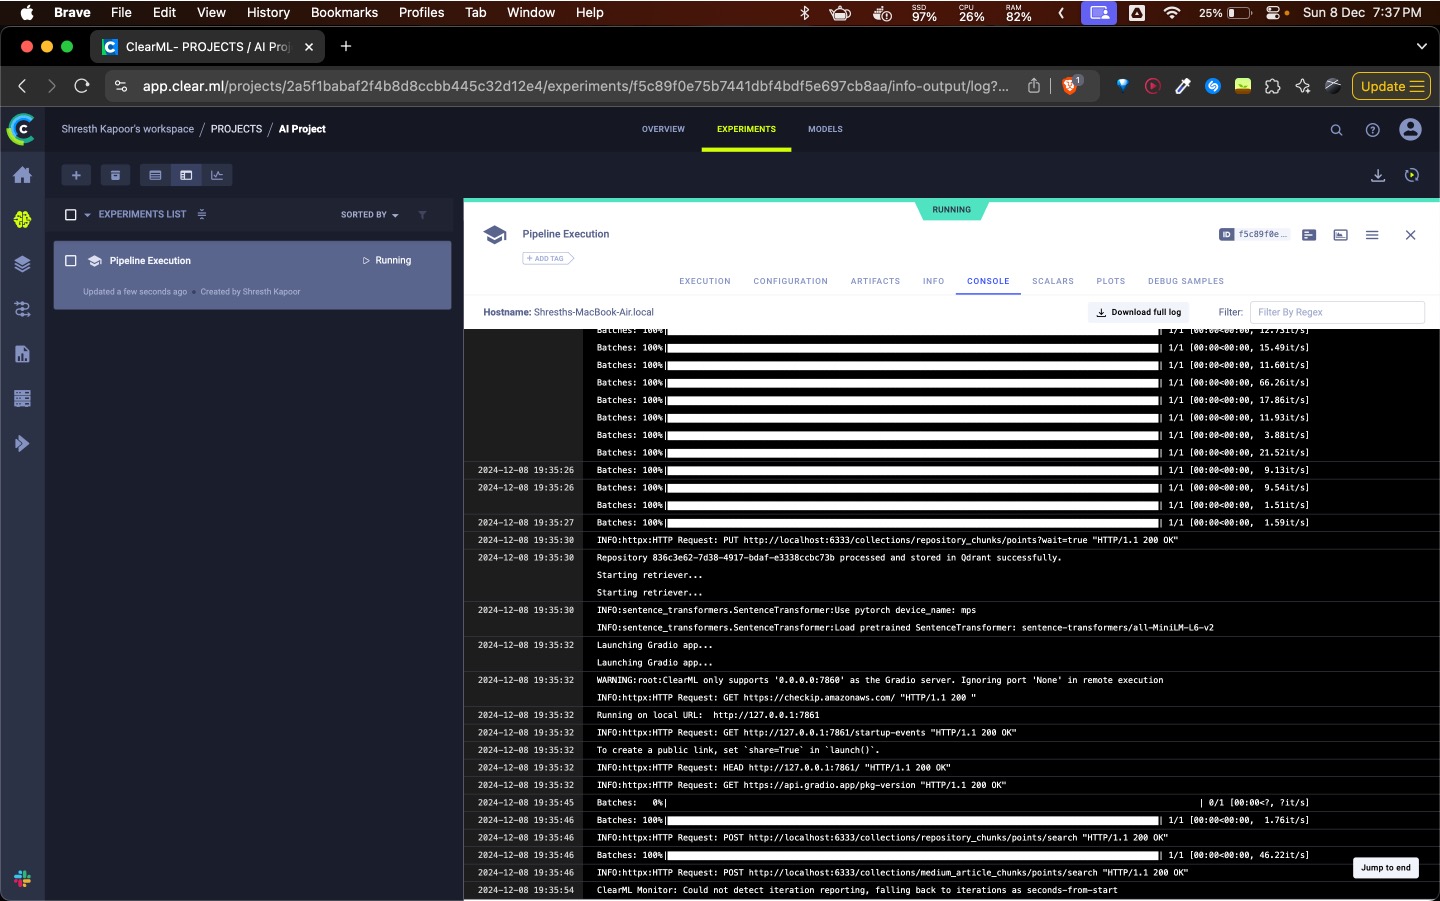 Brave File Edit View History Bookmarks Profiles Tab Window Help SSD 97% CPU 26% RAM 82% 25% Sun 8 Dec 7:37 PM
ClearML- PROJECTS / AI Proj
app.clear.ml/projects/2a5f1babaf2f4b8d8ccbb445c32d12e4/experiments/f5c89f0e75b7441dbf4bdf5e697cb8aa/info-output/log?... 1 Update
Shresth Kapoor's workspace / PROJECTS / AI Project OVERVIEW EXPERIMENTS MODELS
EXPERIMENTS LIST SORTED BY
RUNNING
Pipeline Execution ID f5c89f0e ...
+ ADD TAG
Pipeline Execution Running
Updated a few seconds ago • Created by Shresth Kapoor
EXECUTION CONFIGURATION ARTIFACTS INFO CONSOLE SCALARS PLOTS DEBUG SAMPLES
Hostname: Shresths-MacBook-Air.local Download full log Filter: Filter By Regex
Batches: 100%| | 1/1 [00:00<00:00, 12.73it/s]
Batches: 100%| | 1/1 [00:00<00:00, 15.49it/s]
Batches: 100%| | 1/1 [00:00<00:00, 11.60it/s]
Batches: 100%| | 1/1 [00:00<00:00, 66.26it/s]
Batches: 100%| | 1/1 [00:00<00:00, 17.86it/s]
Batches: 100%| | 1/1 [00:00<00:00, 11.93it/s]
Batches: 100%| | 1/1 [00:00<00:00, 3.88it/s]
Batches: 100%| | 1/1 [00:00<00:00, 21.52it/s]
2024-12-08 19:35:26 Batches: 100%| | 1/1 [00:00<00:00, 9.13it/s]
2024-12-08 19:35:26 Batches: 100%| | 1/1 [00:00<00:00, 9.54it/s]
Batches: 100%| | 1/1 [00:00<00:00, 1.51it/s]
2024-12-08 19:35:27 Batches: 100%| | 1/1 [00:00<00:00, 1.59it/s]
2024-12-08 19:35:30 INFO:httpx:HTTP Request: PUT http://localhost:6333/collections/repository_chunks/points?wait=true "HTTP/1.1 200 OK"
2024-12-08 19:35:30 Repository 836c3e62-7d38-4917-bdaf-e3338ccbc73b processed and stored in Qdrant successfully.
Starting retriever...
Starting retriever...
2024-12-08 19:35:30 INFO:sentence_transformers.SentenceTransformer:Use pytorch device_name: mps
INFO:sentence_transformers.SentenceTransformer:Load pretrained SentenceTransformer: sentence-transformers/all-MiniLM-L6-v2
2024-12-08 19:35:32 Launching Gradio app...
Launching Gradio app...
2024-12-08 19:35:32 WARNING:root:ClearML only supports '0.0.0.0:7860' as the Gradio server. Ignoring port 'None' in remote execution
INFO:httpx:HTTP Request: GET https://checkip.amazonaws.com/ "HTTP/1.1 200 "
2024-12-08 19:35:32 Running on local URL: http://127.0.0.1:7861
2024-12-08 19:35:32 INFO:httpx:HTTP Request: GET http://127.0.0.1:7861/startup-events "HTTP/1.1 200 OK"
2024-12-08 19:35:32 To create a public link, set `share=True` in `launch()`.
2024-12-08 19:35:32 INFO:httpx:HTTP Request: HEAD http://127.0.0.1:7861/ "HTTP/1.1 200 OK"
2024-12-08 19:35:32 INFO:httpx:HTTP Request: GET https://api.gradio.app/pkg-version "HTTP/1.1 200 OK"
2024-12-08 19:35:45 Batches: 0%| | 0/1 [00:00<?, ?it/s]
2024-12-08 19:35:46 Batches: 100%| | 1/1 [00:00<00:00, 1.76it/s]
2024-12-08 19:35:46 INFO:httpx:HTTP Request: POST http://localhost:6333/collections/repository_chunks/points/search "HTTP/1.1 200 OK"
2024-12-08 19:35:46 Batches: 100%| | 1/1 [00:00<00:00, 46.22it/s]
2024-12-08 19:35:46 INFO:httpx:HTTP Request: POST http://localhost:6333/collections/medium_article_chunks/points/search "HTTP/1.1 200 OK"
2024-12-08 19:35:54 ClearML Monitor: Could not detect iteration reporting, falling back to iterations as seconds-from-start
Jump to end